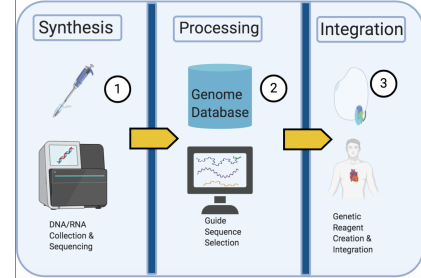 Synthesis
Processing
Integration
1
2
3
Genome
Database
DNA/RNA
Collection &
Sequencing
Guide
Sequence
Selection
Genetic
Reagent
Creation &
Integration